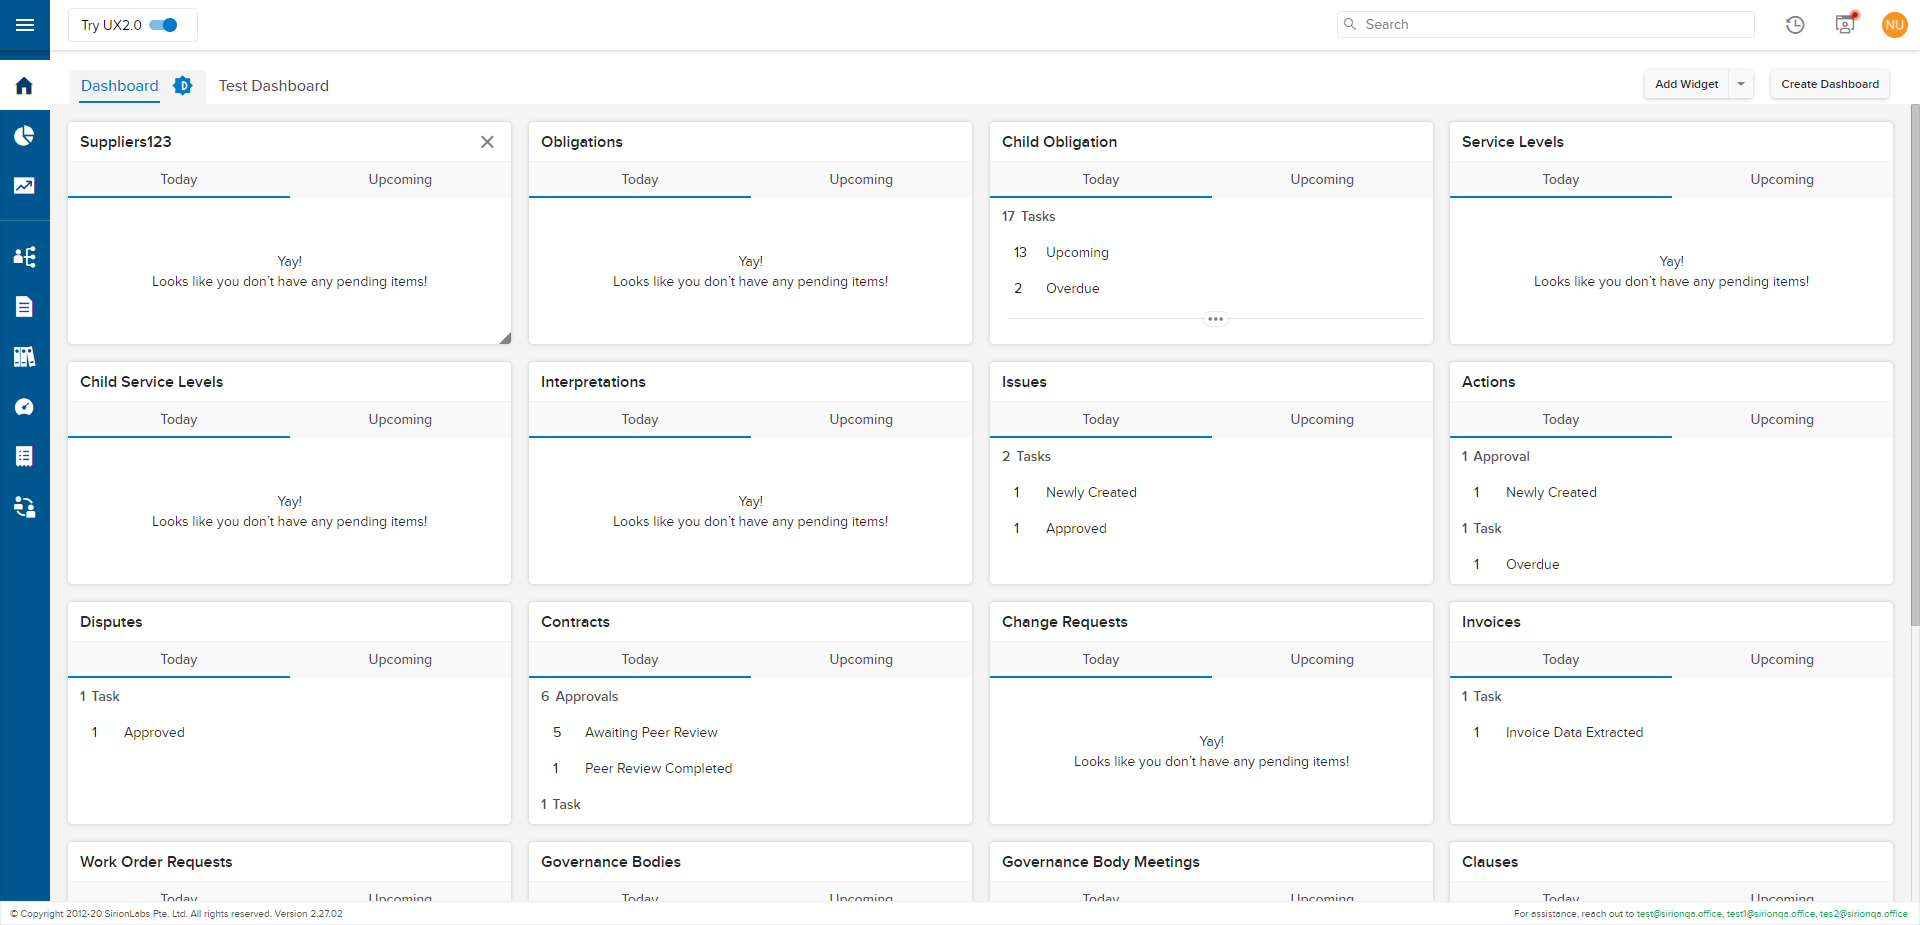 Try UX2.0
Search
NU
Dashboard
D
Test Dashboard
Add Widget
Create Dashboard
Suppliers123
Today
Upcoming
Yay!
Looks like you don't have any pending items!
Obligations
Today
Upcoming
Yay!
Looks like you don't have any pending items!
Child Obligation
Today
Upcoming
17 Tasks
13 Upcoming
2 Overdue
Service Levels
Today
Upcoming
Yay!
Looks like you don't have any pending items!
Child Service Levels
Today
Upcoming
Yay!
Looks like you don't have any pending items!
Interpretations
Today
Upcoming
Yay!
Looks like you don't have any pending items!
Issues
Today
Upcoming
2 Tasks
1 Newly Created
1 Approved
Actions
Today
Upcoming
1 Approval
1 Newly Created
1 Task
1 Overdue
Disputes
Today
Upcoming
1 Task
1 Approved
Contracts
Today
Upcoming
6 Approvals
5 Awaiting Peer Review
1 Peer Review Completed
1 Task
Change Requests
Today
Upcoming
Yay!
Looks like you don't have any pending items!
Invoices
Today
Upcoming
1 Task
1 Invoice Data Extracted
Work Order Requests
Today
Upcoming
Governance Bodies
Today
Upcoming
Governance Body Meetings
Today
Upcoming
Clauses
Today
Upcoming
© Copyright 2012-20 SirionLabs Pte. Ltd. All rights reserved. Version 2.27.02
For assistance, reach out to test@sirionqa.office, test1@sirionqa.office, tes2@sirionqa.office